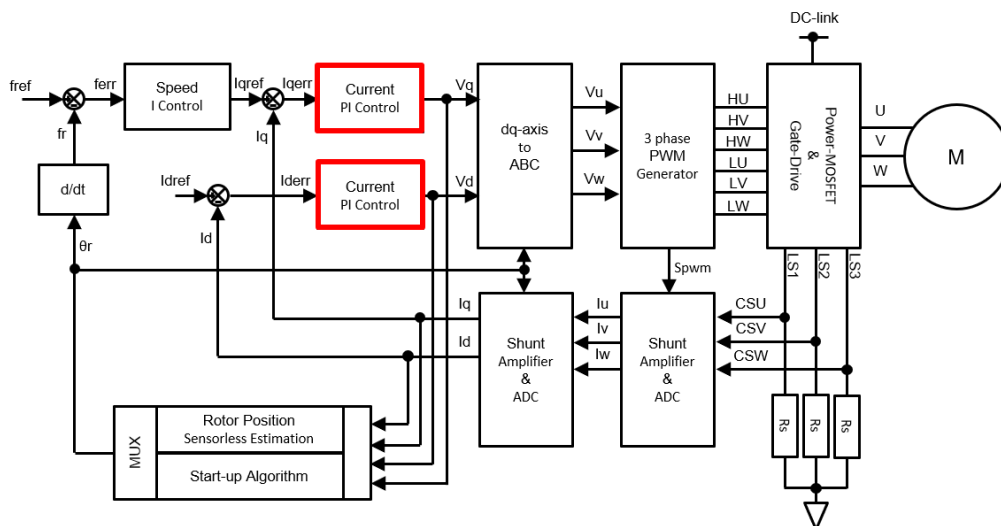 DC-link
fref
ferr
Speed
I Control
Iqref
Iqerr
Current
PI Control
Vq
dq-axis
to
ABC
Vu
Vv
Vw
3 phase
PWM
Generator
HU
HV
HW
LU
LV
LW
Power-MOSFET
&
Gate-Drive
U
V
W
M
fr
Iq
d/dt
Idref
Iderr
Current
PI Control
Vd
θr
Id
Spwm
LS1
LS2
LS3
Iq
Id
Shunt
Amplifier
&
ADC
Iu
Iv
Iw
Shunt
Amplifier
&
ADC
CSU
CSV
CSW
Rs
Rs
Rs
MUX
Rotor Position
Sensorless Estimation
Start-up Algorithm